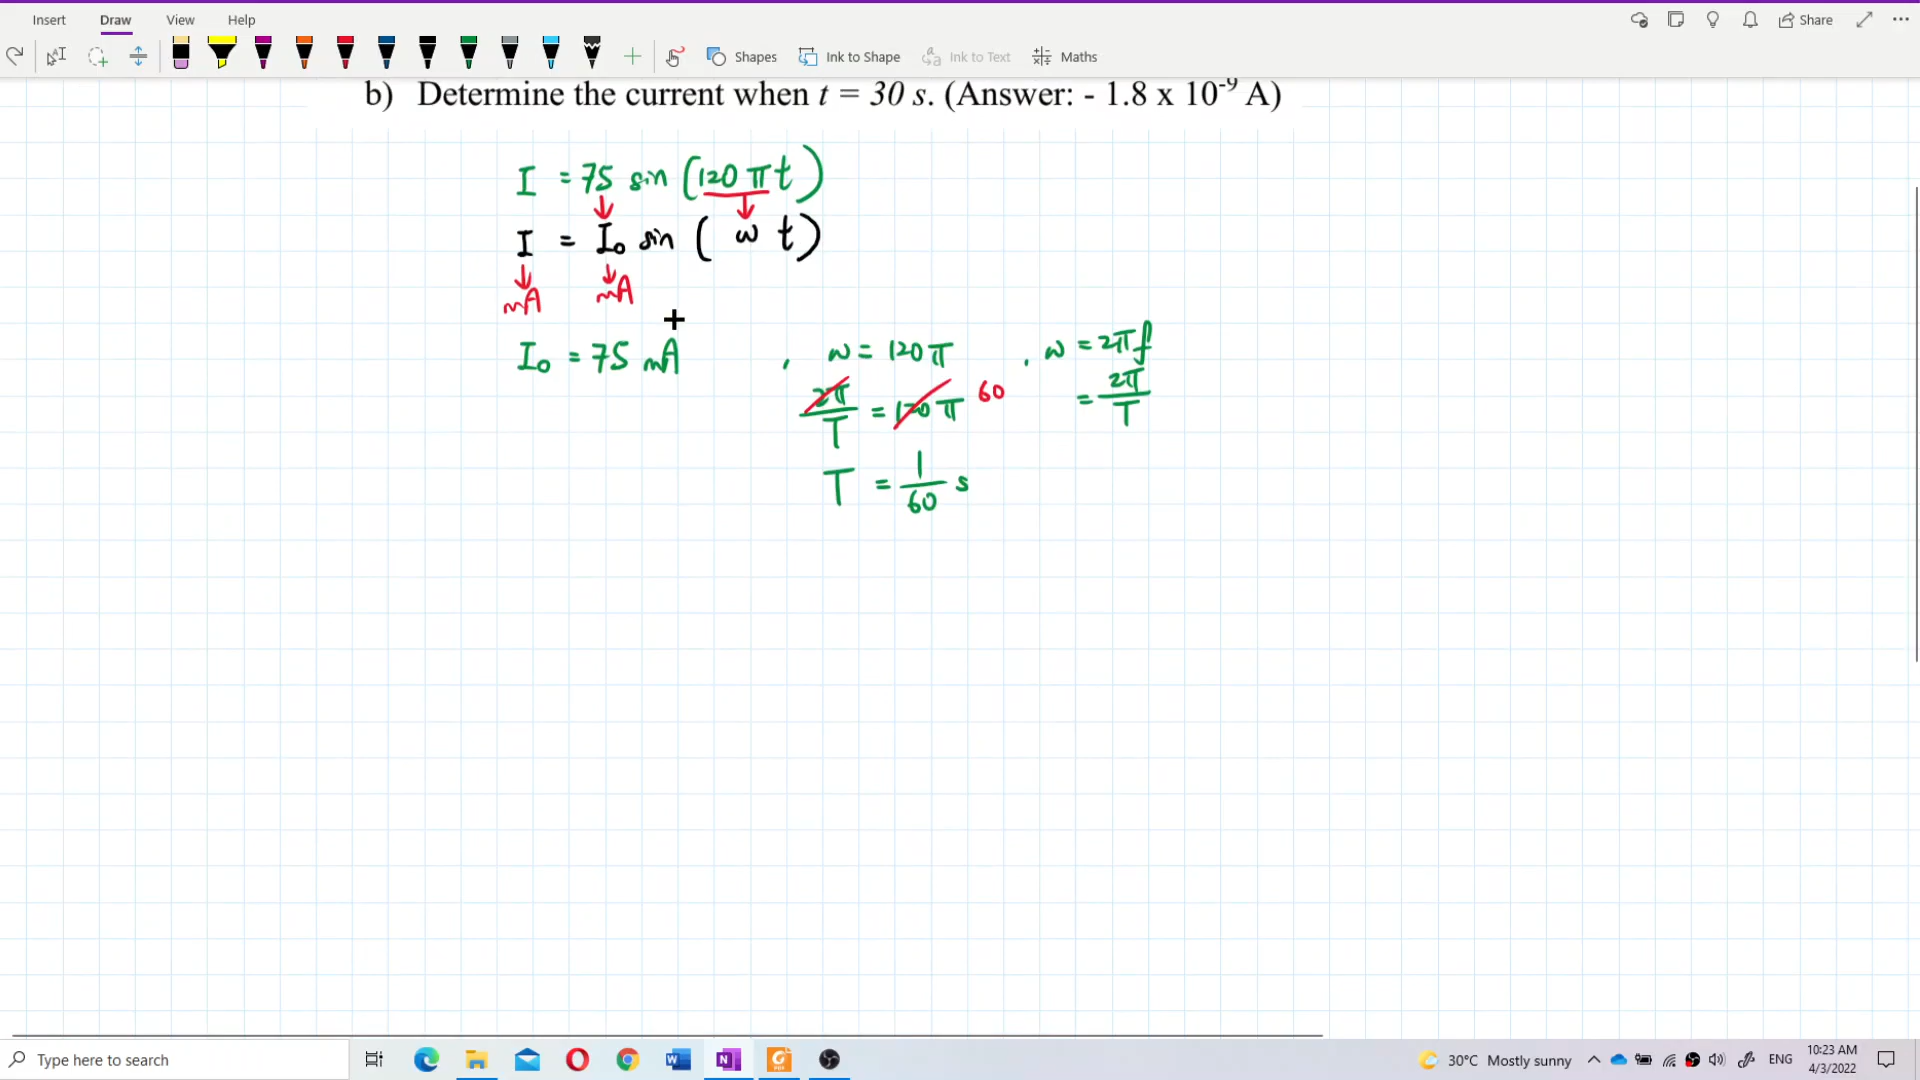 Insert Draw View Help Share
Shapes Ink to Shape Ink to Text Maths
b) Determine the current when t = 30 s. (Answer: - 1.8 x 10⁻⁹ A)
I = 75 sin (120 π t)
I = I₀ sin ( ω t)
mA mA
I₀ = 75 mA , ω = 120 π , ω = 2πf
2π/T = 120 π 60 = 2π/T
T = 1/60 s
Type here to search 30°C Mostly sunny ENG 10:23 AM
4/3/2022